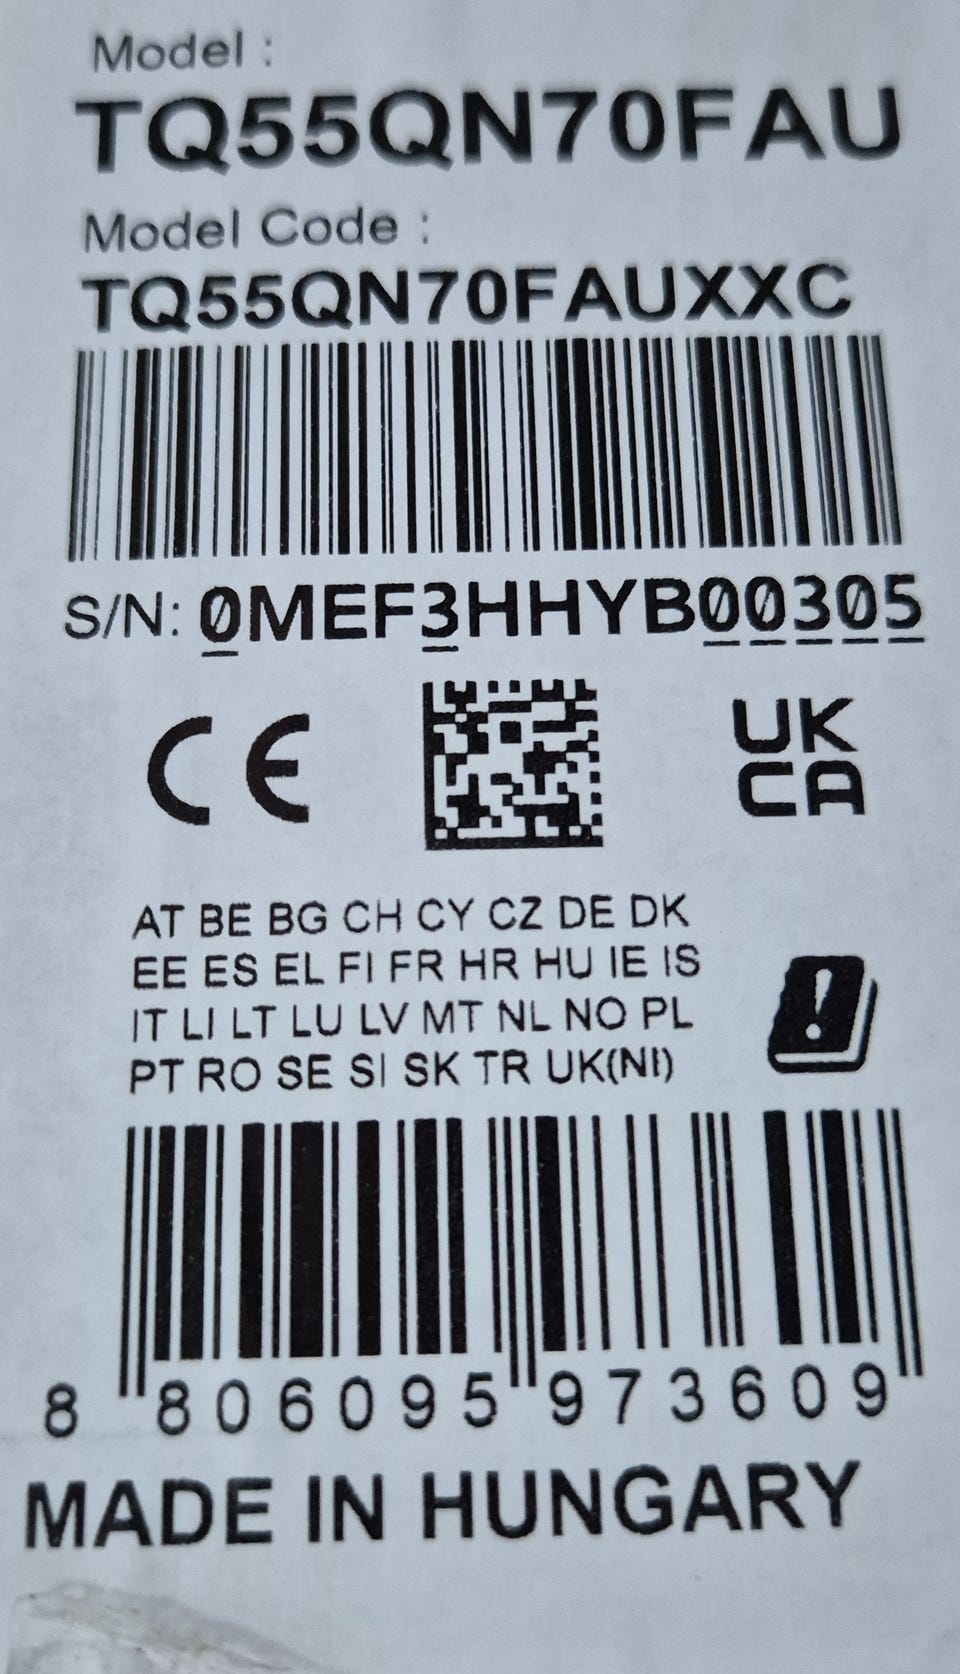 Model :
TQ55QN70FAU
Model Code :
TQ55QN70FAUXXC
S/N: 0MEF3HHYB00305
CE
UK
CA
AT BE BG CH CY CZ DE DK
EE ES EL FI FR HR HU IE IS
IT LI LT LU LV MT NL NO PL
PT RO SE SI SK TR UK(NI)
8 806095 973609
MADE IN HUNGARY